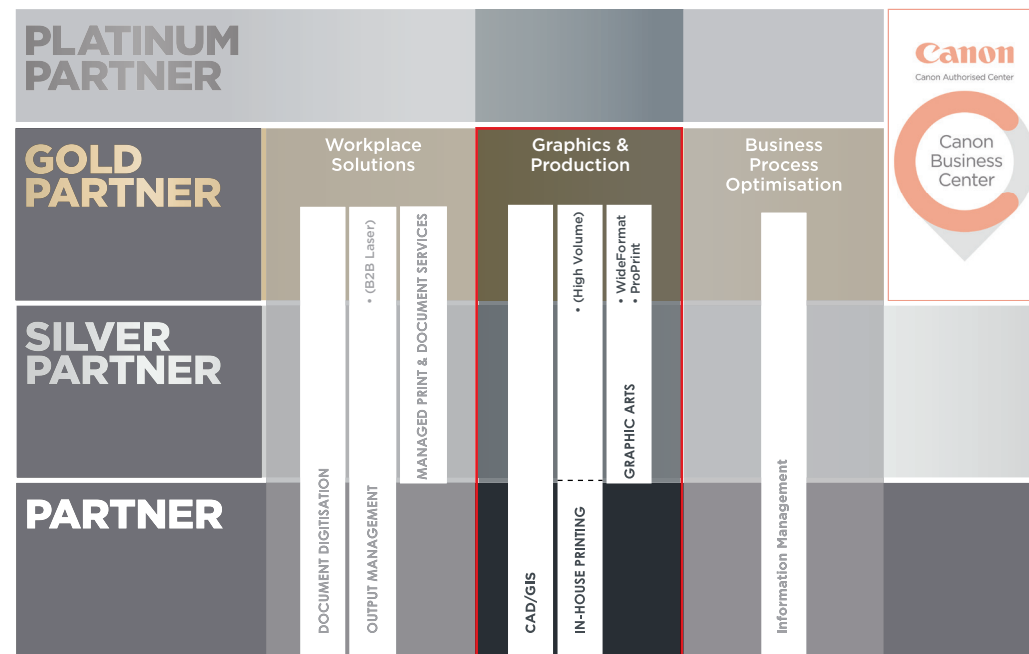 PLATINUM
PARTNER
Canon
Canon Authorised Center
Canon
Business
Center
GOLD
PARTNER
Workplace
Solutions
Graphics &
Production
Business
Process
Optimisation
DOCUMENT DIGITISATION
OUTPUT MANAGEMENT
• (B2B Laser)
MANAGED PRINT & DOCUMENT SERVICES
CAD/GIS
IN-HOUSE PRINTING
• (High Volume)
GRAPHIC ARTS
• WideFormat
• ProPrint
Information Management
SILVER
PARTNER
PARTNER